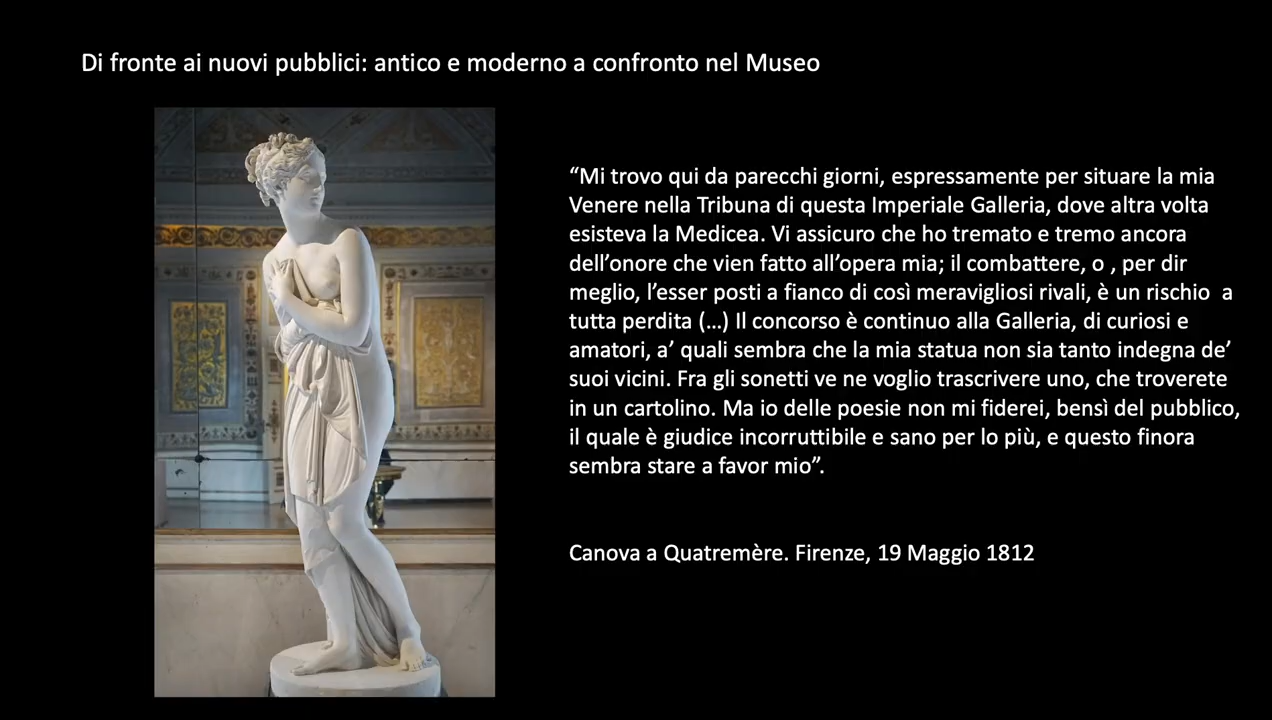 Di fronte ai nuovi pubblici: antico e moderno a confronto nel Museo
“Mi trovo qui da parecchi giorni, espressamente per situare la mia
Venere nella Tribuna di questa Imperiale Galleria, dove altra volta
esisteva la Medicea. Vi assicuro che ho tremato e tremo ancora
dell’onore che vien fatto all’opera mia; il combattere, o , per dir
meglio, l’esser posti a fianco di così meravigliosi rivali, è un rischio  a
tutta perdita (…) Il concorso è continuo alla Galleria, di curiosi e
amatori, a’ quali sembra che la mia statua non sia tanto indegna de’
suoi vicini. Fra gli sonetti ve ne voglio trascrivere uno, che troverete
in un cartolino. Ma io delle poesie non mi fiderei, bensì del pubblico,
il quale è giudice incorruttibile e sano per lo più, e questo finora
sembra stare a favor mio”.
Canova a Quatremère. Firenze, 19 Maggio 1812